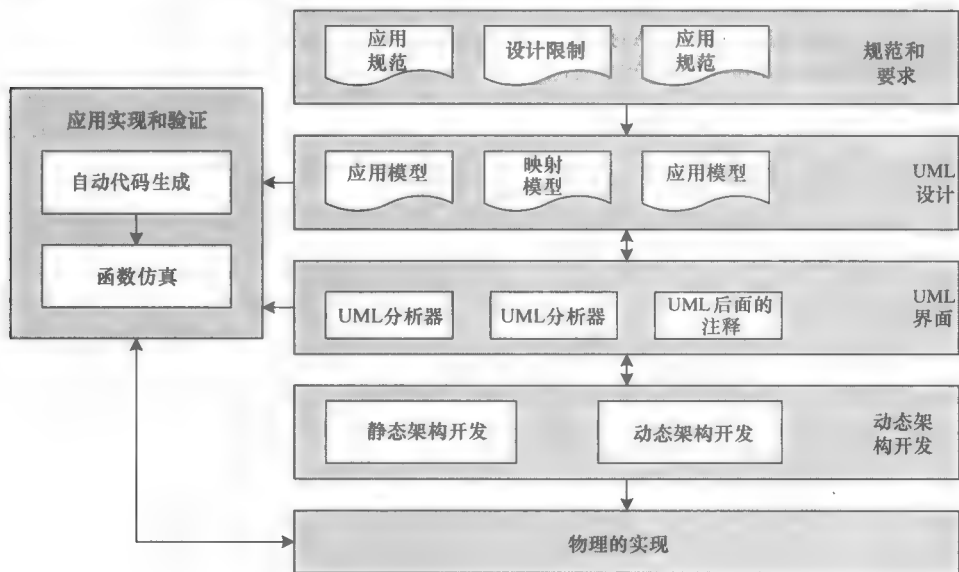 应用
规范
设计限制
应用
规范
规范和
要求
应用实现和验证
自动代码生成
函数仿真
应用模型
映射
模型
应用模型
UML
设计
UML分析器
UML分析器
UML后面的
注释
UML
界面
静态架构开发
动态架构开发
动态架
构开发
物理的实现